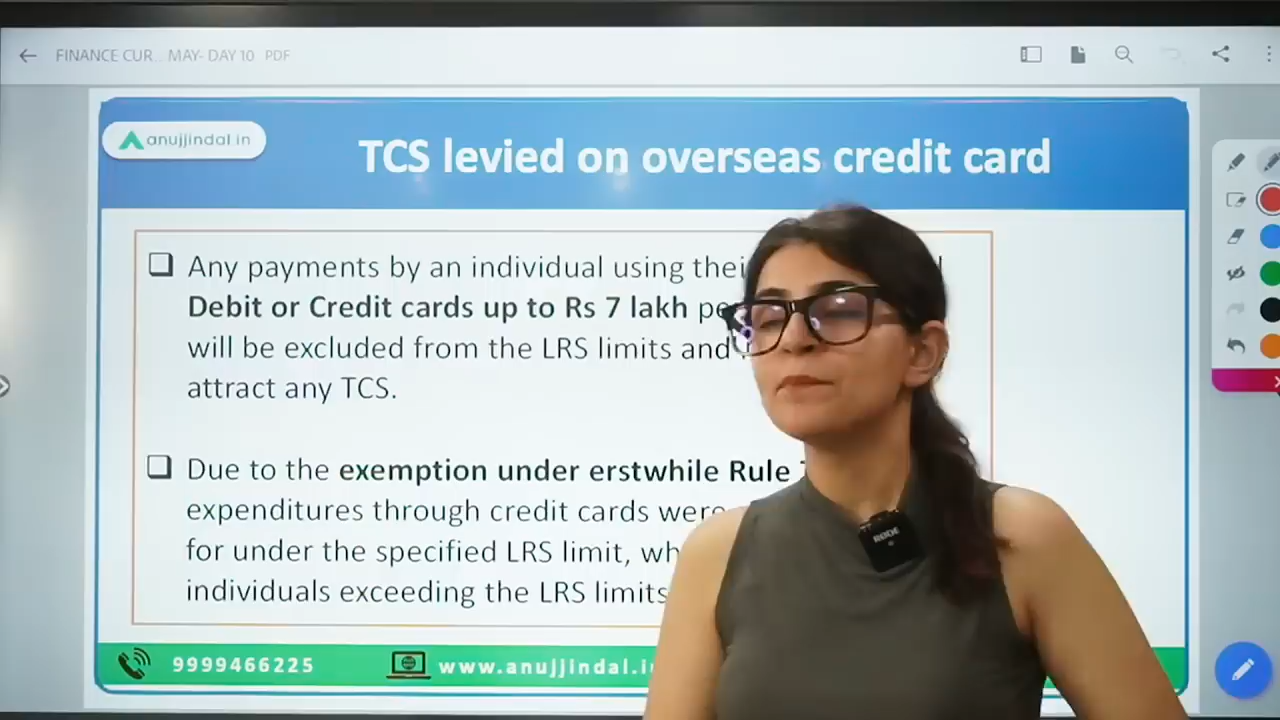 FINANCE CUR... MAY- DAY 10 PDF
anujjindal.in
TCS levied on overseas credit card
Any payments by an individual using their
Debit or Credit cards up to Rs 7 lakh
will be excluded from the LRS limits and
attract any TCS.
Due to the exemption under erstwhile Rule
expenditures through credit cards were
for under the specified LRS limit,
individuals exceeding the LRS limits
9999466225
www.anujjindal.i
RODE